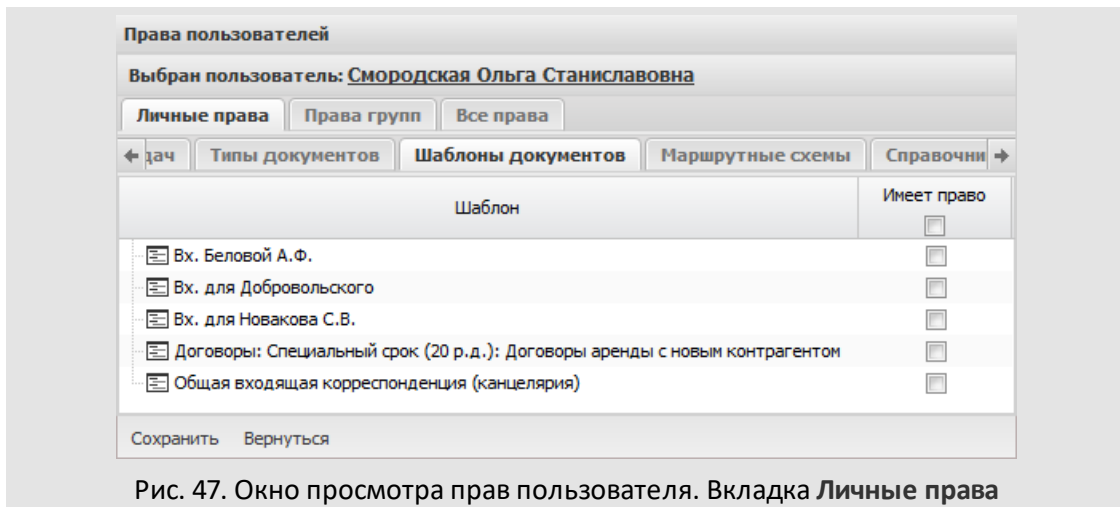 Права пользователей
Выбран пользователь: Смородская Ольга Станиславовна
Личные права Права групп Все права
дач Типы документов Шаблоны документов Маршрутные схемы Справочни
Шаблон Имеет право
Вх. Беловой А.Ф.
Вх. для Добровольского
Вх. для Новакова С.В.
Договоры: Специальный срок (20 р.д.): Договоры аренды с новым контрагентом
Общая входящая корреспонденция (канцелярия)
Сохранить Вернуться
Рис. 47. Окно просмотра прав пользователя. Вкладка Личные права